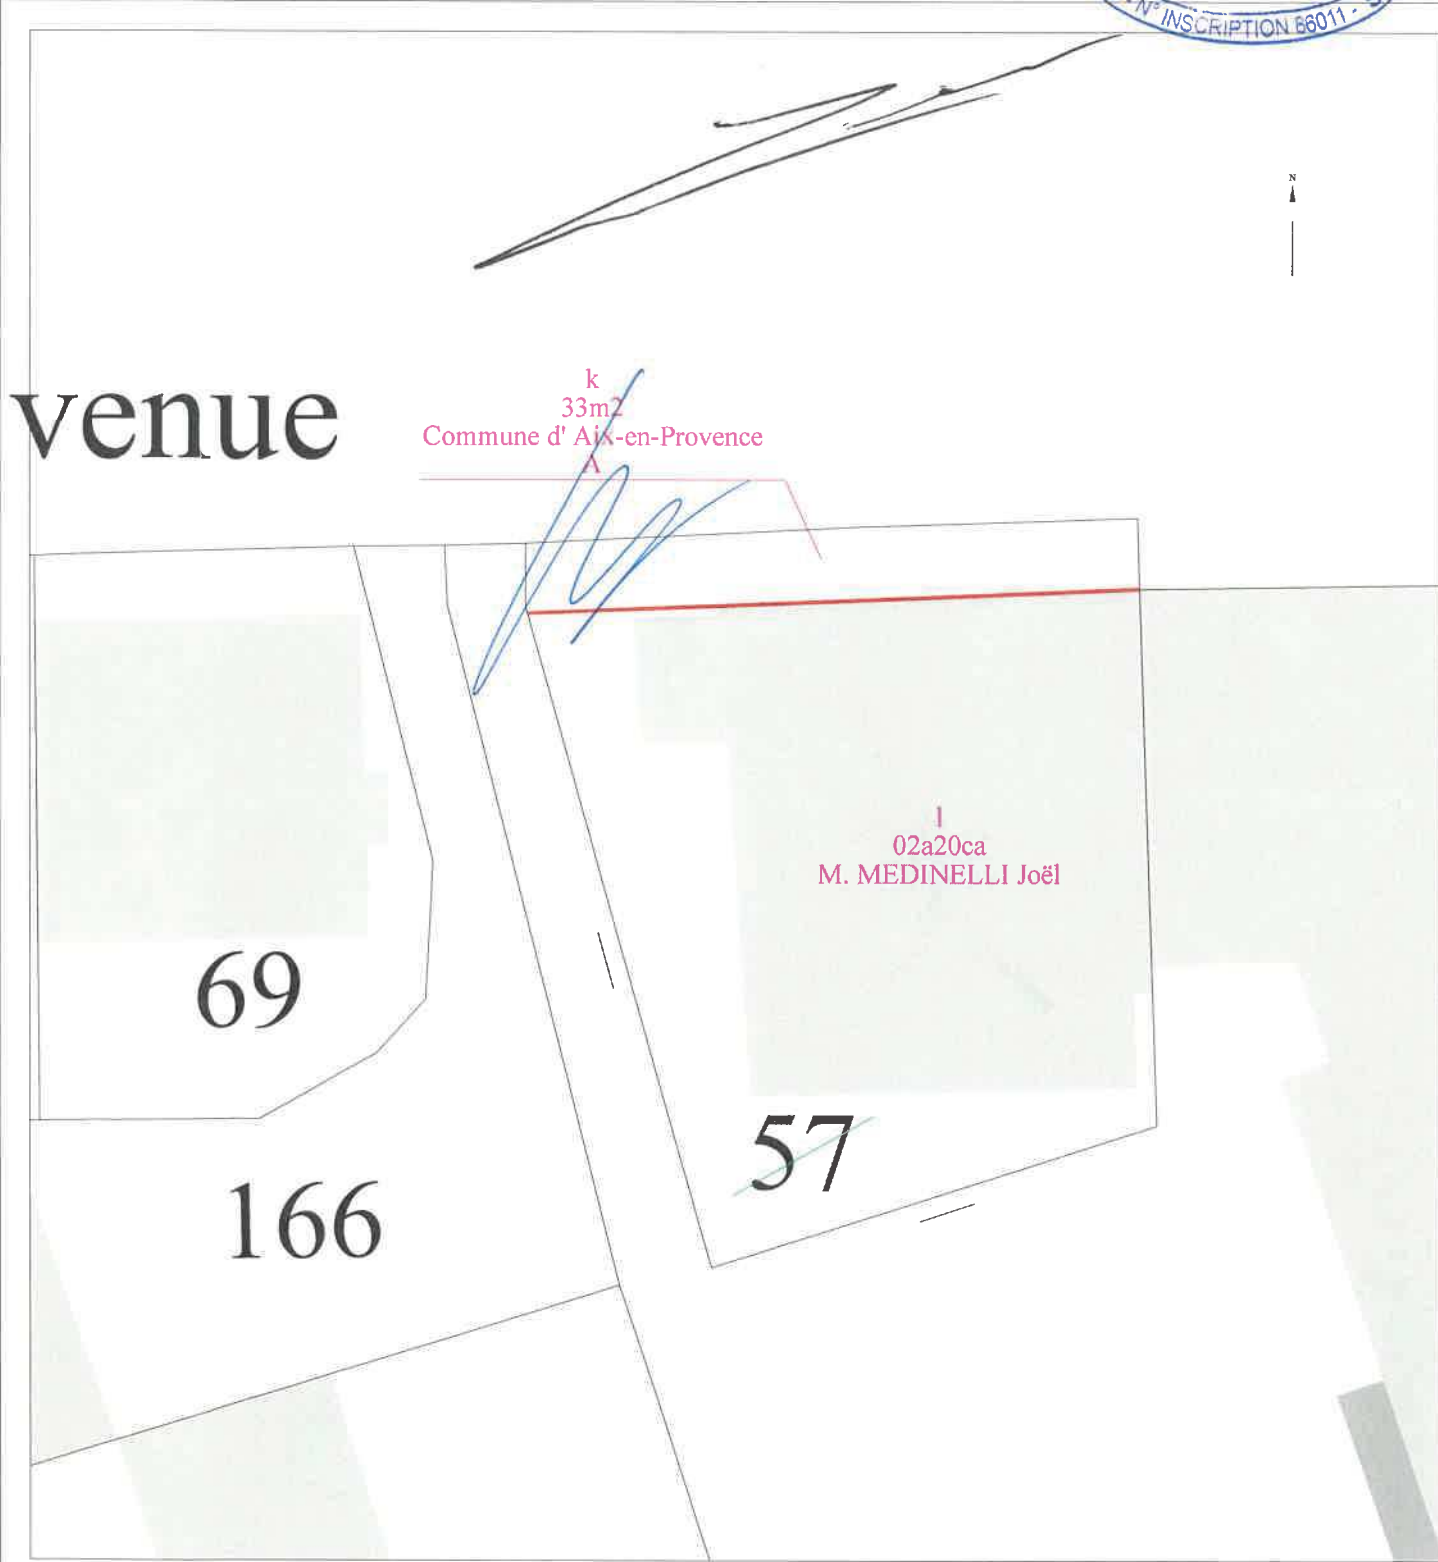 N° INSCRIPTION 86011 -
N
venue
k
33m2
Commune d' Aix-en-Provence
A
l
02a20ca
M. MEDINELLI Joël
69
57
166